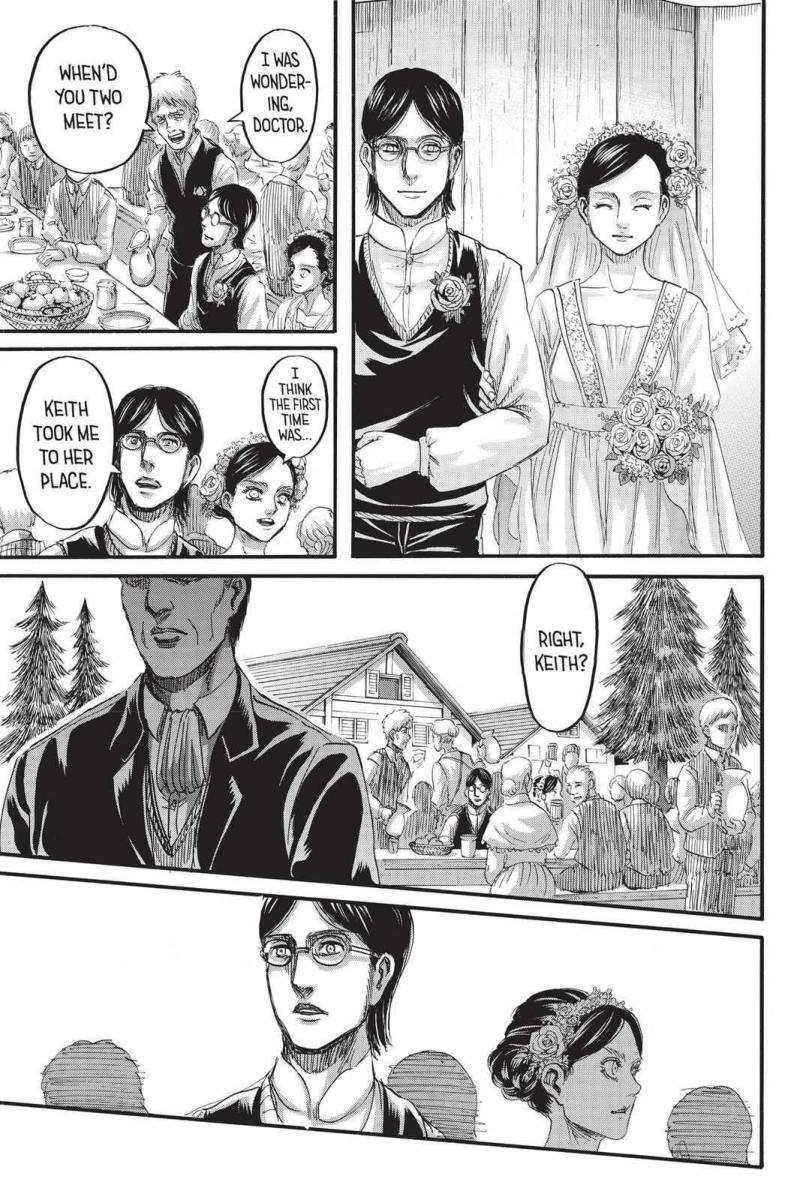 I WAS
WONDER-
ING,
DOCTOR.
WHEN'D
YOU TWO
MEET?
I
THINK
THE FIRST
TIME
WAS...
KEITH
TOOK ME
TO HER
PLACE.
RIGHT,
KEITH?